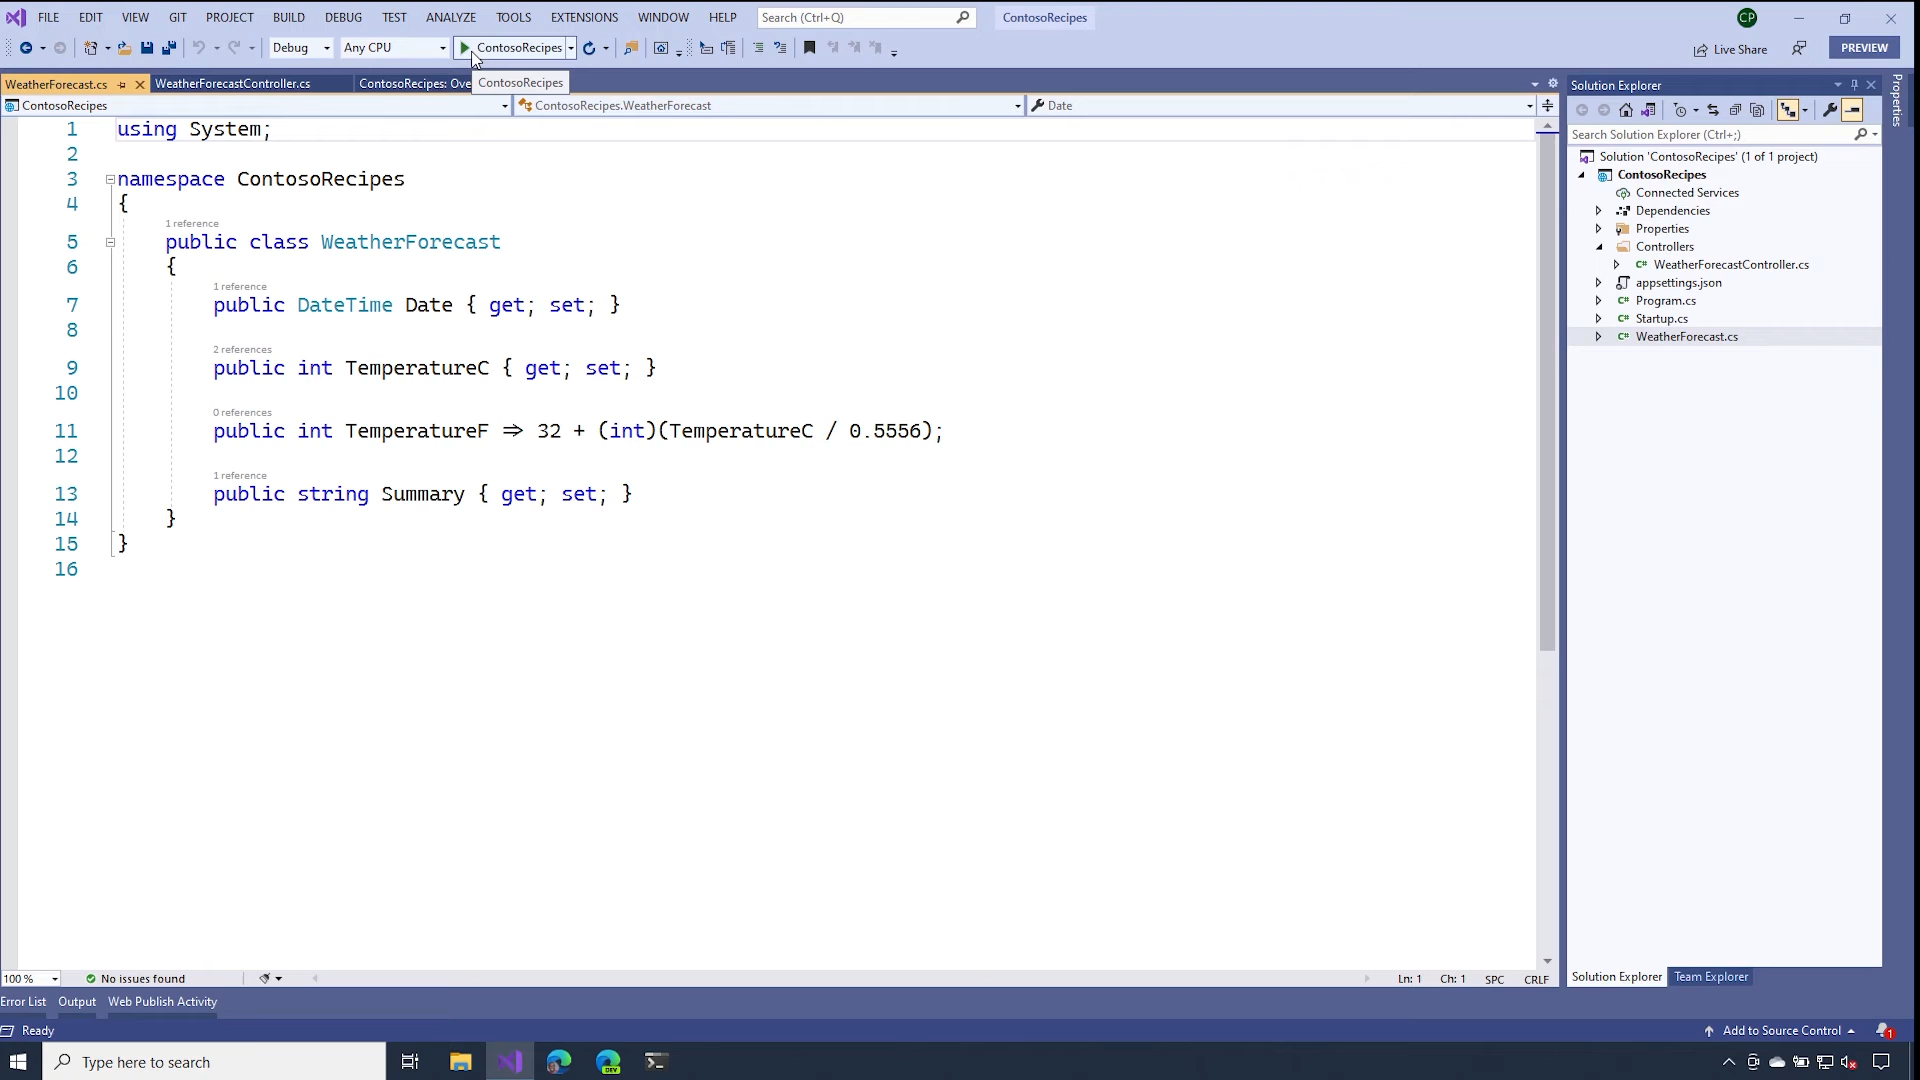 FILE EDIT VIEW GIT PROJECT BUILD DEBUG TEST ANALYZE TOOLS EXTENSIONS WINDOW HELP Search (Ctrl+Q) ContosoRecipes CP
Debug Any CPU ContosoRecipes Live Share PREVIEW
WeatherForecast.cs WeatherForecastController.cs ContosoRecipes: Ove ContosoRecipes
ContosoRecipes ContosoRecipes.WeatherForecast Date
1 using System;
2
3 namespace ContosoRecipes
4 {
1 reference
5 public class WeatherForecast
6 {
1 reference
7 public DateTime Date { get; set; }
8
2 references
9 public int TemperatureC { get; set; }
10
0 references
11 public int TemperatureF => 32 + (int)(TemperatureC / 0.5556);
12
1 reference
13 public string Summary { get; set; }
14 }
15 }
16
100 % No issues found Ln: 1 Ch: 1 SPC CRLF
Solution Explorer
Properties
Search Solution Explorer (Ctrl+;)
Solution 'ContosoRecipes' (1 of 1 project)
ContosoRecipes
Connected Services
Dependencies
Properties
Controllers
C# WeatherForecastController.cs
appsettings.json
C# Program.cs
C# Startup.cs
C# WeatherForecast.cs
Solution Explorer Team Explorer
Error List Output Web Publish Activity
Ready Add to Source Control 1
Type here to search DEV